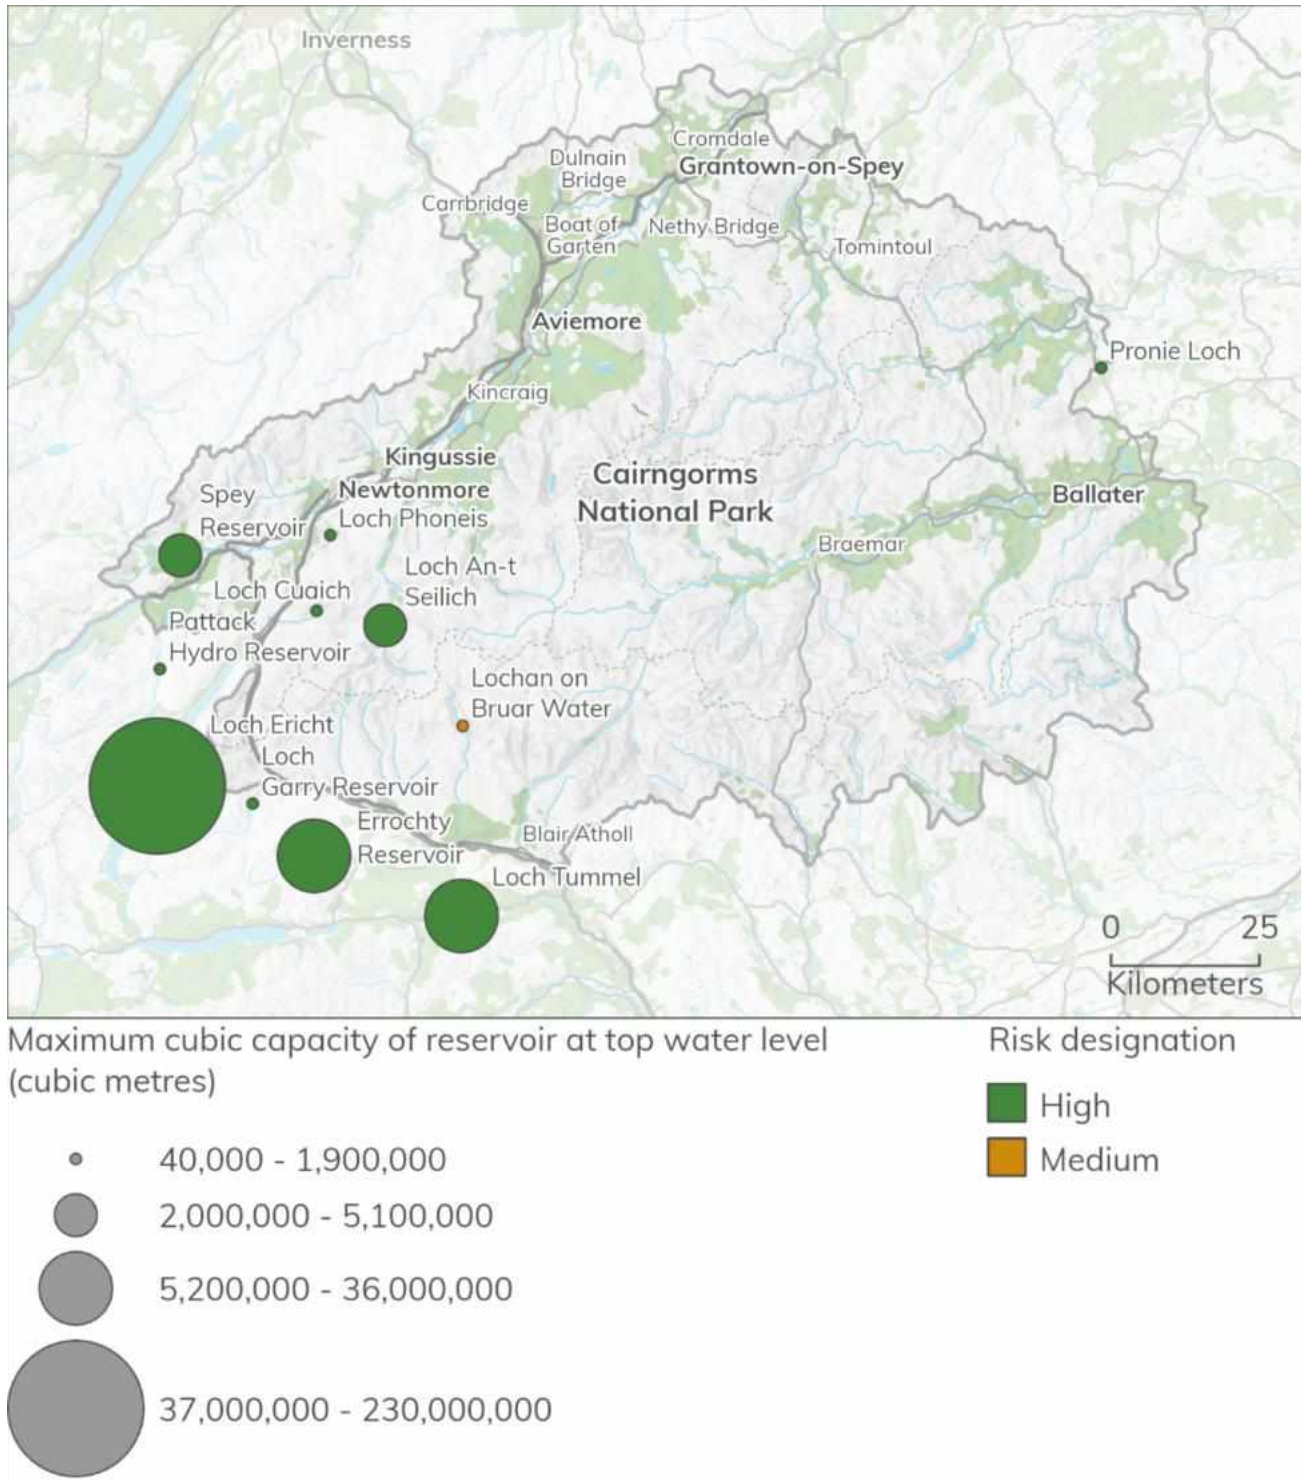 Inverness
Cromdale
Dulnain
Bridge
Grantown-on-Spey
Carrbridge
Boat of
Garten
Nethy Bridge
Tomintoul
Aviemore
Pronie Loch
Kincraig
Kingussie
Cairngorms
National Park
Newtonmore
Spey
Reservoir
Loch Phoneis
Ballater
Braemar
Loch An-t
Seilich
Loch Cuaich
Pattack
Hydro Reservoir
Lochan on
Bruar Water
Loch Ericht
Loch
Garry Reservoir
Errochty
Reservoir
Blair Atholl
Loch Tummel
0 25
Kilometers
Maximum cubic capacity of reservoir at top water level
(cubic metres)
40,000 - 1,900,000
2,000,000 - 5,100,000
5,200,000 - 36,000,000
37,000,000 - 230,000,000
Risk designation
High
Medium